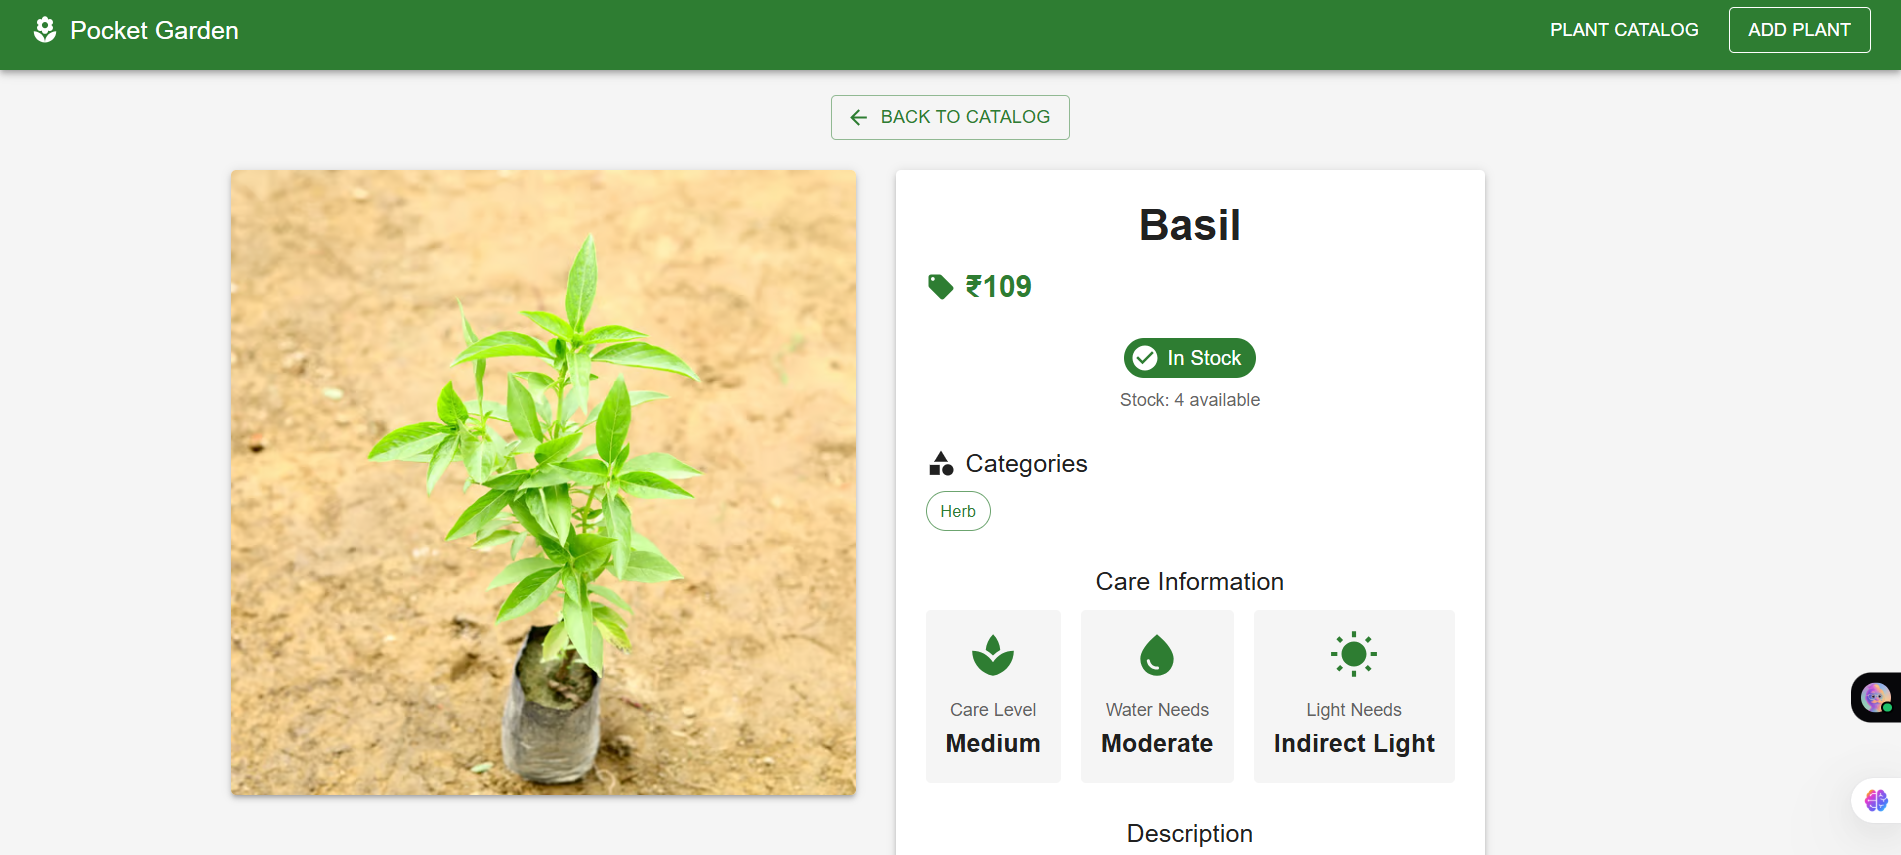 Pocket Garden
PLANT CATALOG
ADD PLANT
BACK TO CATALOG
Basil
₹109
In Stock
Stock: 4 available
Categories
Herb
Care Information
Care Level
Medium
Water Needs
Moderate
Light Needs
Indirect Light
Description